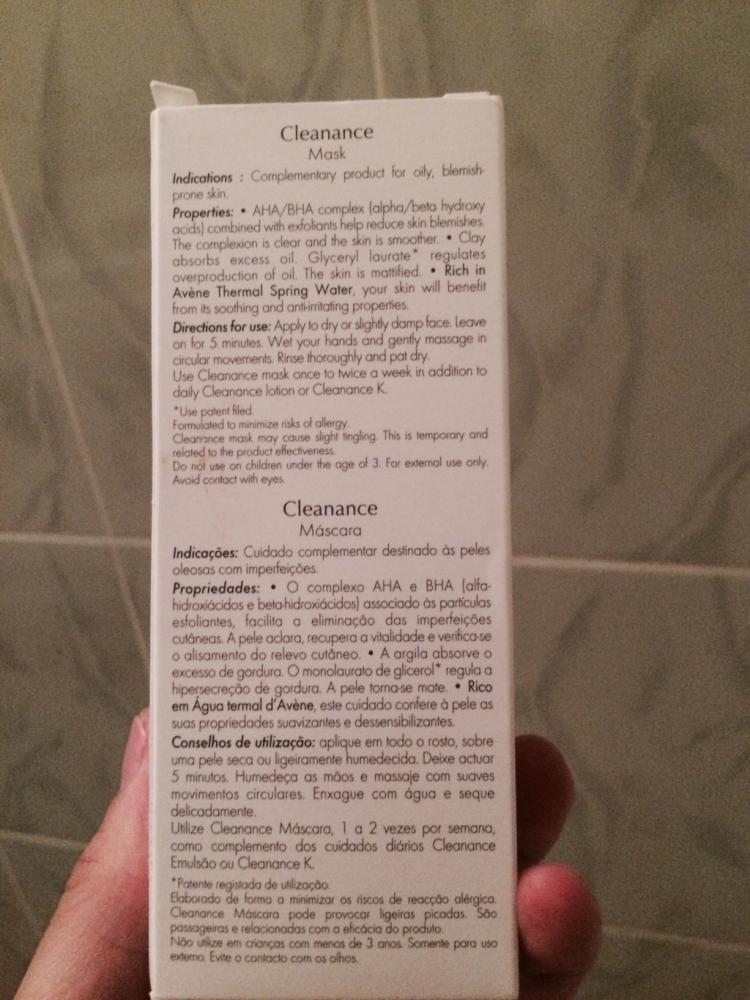 Cleanance
Mask
Indications : Complementary product for oily, blemish-
prone skin.
Properties: • AHA/BHA complex (alpha/beta hydroxy
acids) combined with exfoliants help reduce skin blemishes.
The complexion is clear and the skin is smoother. • Clay
absorbs excess oil. Glyceryl laurate* regulates
overproduction of oil. The skin is mattified. • Rich in
Avène Thermal Spring Water, your skin will benefit
from its soothing and anti-irritating properties.
Directions for use: Apply to dry or slightly damp face. Leave
on for 5 minutes. Wet your hands and gently massage in
circular movements. Rinse thoroughly and pat dry.
Use Cleanance mask once to twice a week in addition to
daily Cleanance lotion or Cleanance K.
*Use patent filed.
Formulated to minimize risks of allergy.
Cleanance mask may cause slight tingling. This is temporary and
related to the product effectiveness.
Do not use on children under the age of 3. For external use only.
Avoid contact with eyes.
Cleanance
Máscara
Indicações: Cuidado complementar destinado às peles
oleosas com imperfeições.
Propriedades: • O complexo AHA e BHA (alfa-
hidroxiácidos e beta-hidroxiácidos) associado às partículas
esfoliantes, facilita a eliminação das imperfeições
cutâneas. A pele aclara, recupera a vitalidade e verifica-se
o alisamento do relevo cutâneo. • A argila absorve o
excesso de gordura. O monolaurato de glicerol* regula a
hipersecreção de gordura. A pele torna-se mate. • Rico
em Água termal d'Avène, este cuidado confere à pele as
suas propriedades suavizantes e dessensibilizantes.
Conselhos de utilização: aplique em todo o rosto, sobre
uma pele seca ou ligeiramente humedecida. Deixe actuar
5 minutos. Humedeça as mãos e massaje com suaves
movimentos circulares. Enxague com água e seque
delicadamente.
Utilize Cleanance Máscara, 1 a 2 vezes por semana,
como complemento dos cuidados diários Cleanance
Emulsão ou Cleanance K.
*Patente registada de utilização.
Elaborado de forma a minimizar os riscos de reacção alérgica.
Cleanance Máscara pode provocar ligeiras picadas. São
passageiras e relacionadas com a eficácia do produto.
Não utilize em crianças com menos de 3 anos. Somente para uso
externo. Evite o contacto com os olhos.